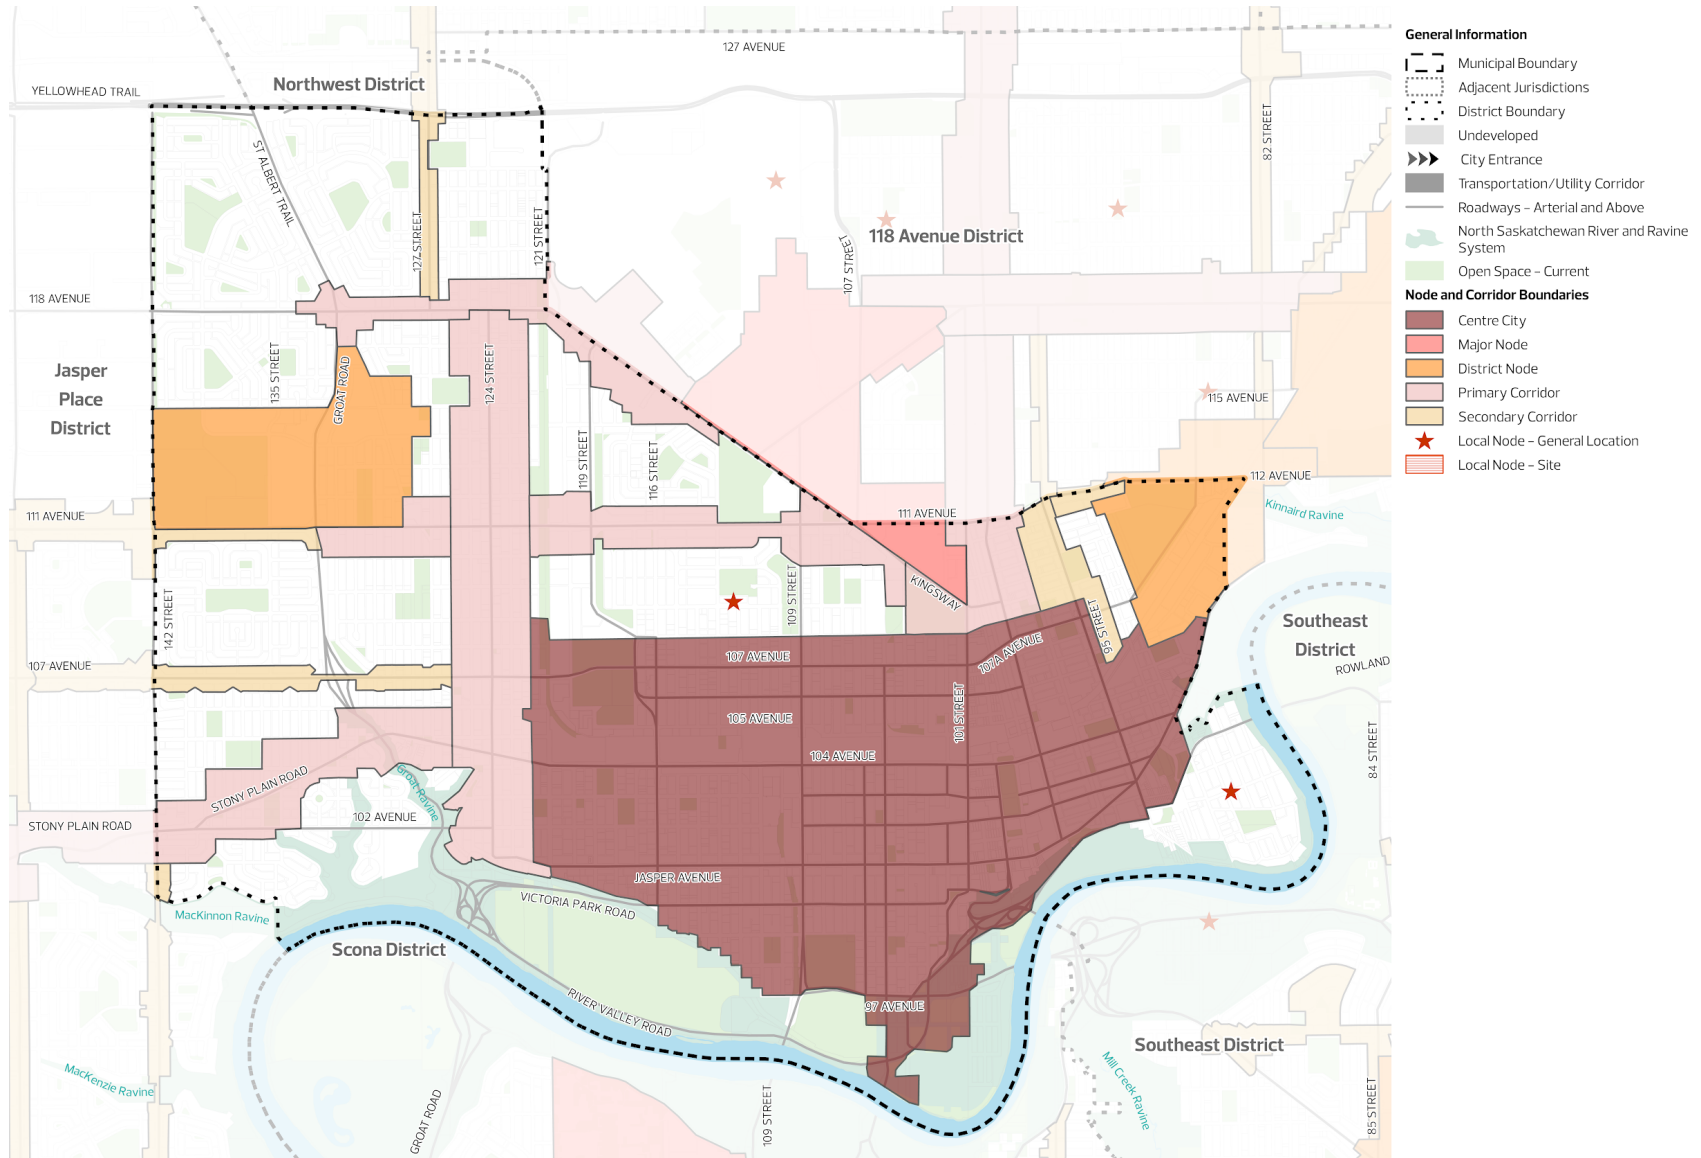 127 AVENUE
Northwest District
YELLOWHEAD TRAIL
82 STREET
ST ALBERT TRAIL
127 STREET
121 STREET
107 STREET
118 Avenue District
118 AVENUE
Jasper
Place
District
135 STREET
GROAT ROAD
124 STREET
115 AVENUE
119 STREET
116 STREET
112 AVENUE
111 AVENUE
111 AVENUE
Kinnaird Ravine
KINGSWAY
109 STREET
142 STREET
95 STREET
Southeast
District
107 AVENUE
107 AVENUE
107A AVENUE
ROWLAND
105 AVENUE
101 STREET
104 AVENUE
84 STREET
STONY PLAIN ROAD
Groat Ravine
STONY PLAIN ROAD
102 AVENUE
JASPER AVENUE
VICTORIA PARK ROAD
MacKinnon Ravine
Scona District
RIVER VALLEY ROAD
97 AVENUE
Southeast District
MacKenzie Ravine
Mill Creek Ravine
GROAT ROAD
109 STREET
85 STREET
General Information
Municipal Boundary
Adjacent Jurisdictions
District Boundary
Undeveloped
City Entrance
Transportation/Utility Corridor
Roadways – Arterial and Above
North Saskatchewan River and Ravine
System
Open Space – Current
Node and Corridor Boundaries
Centre City
Major Node
District Node
Primary Corridor
Secondary Corridor
Local Node – General Location
Local Node – Site